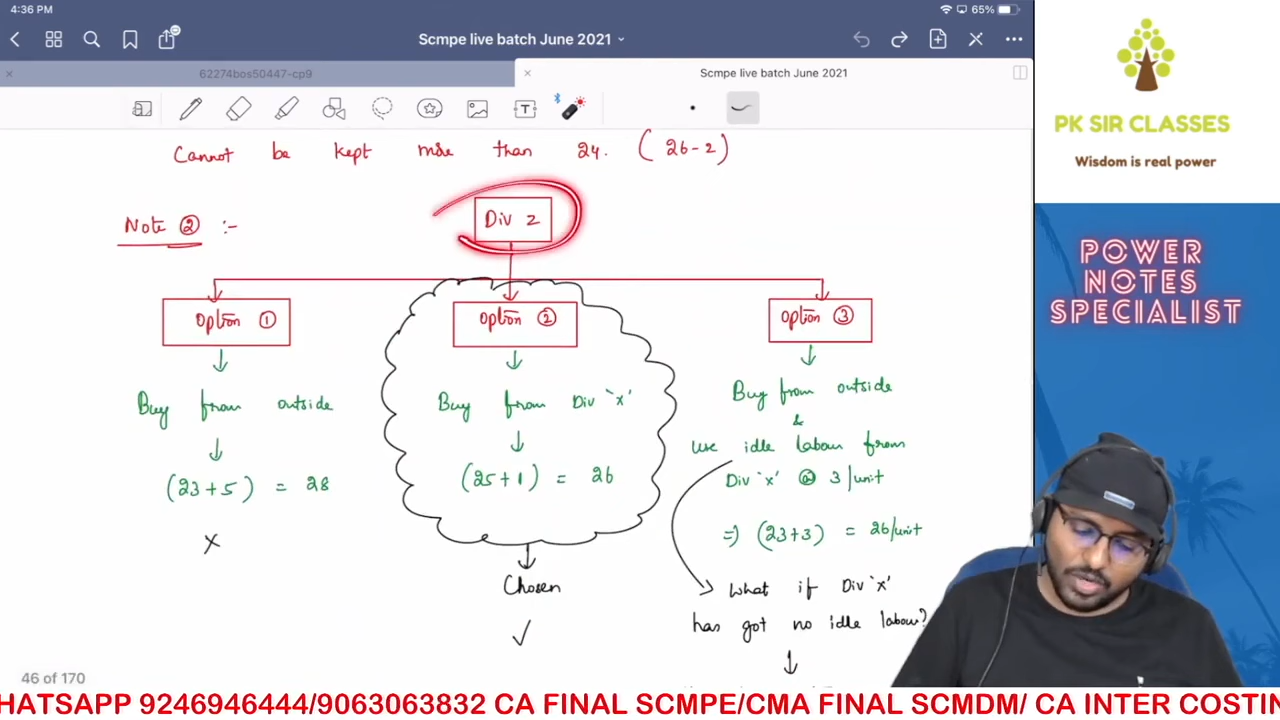 4:36 PM
65%
Scmpe live batch June 2021
62274bos50447-cp9
Scmpe live batch June 2021
Cannot be kept more than 24. (26-2)
Note ② :-
Div z
Option ①
Option ②
Option ③
Buy from outside
(23+5) = 28
X
Buy from Div 'x'
(25+1) = 26
Chosen
Buy from outside
&
use idle labour from
Div 'x' @ 3/unit
=) (23+3) = 26/unit
What if Div 'x'
has got no idle labour?
46 of 170
PK SIR CLASSES
Wisdom is real power
POWER
NOTES
SPECIALIST
HATSAPP 9246946444/9063063832 CA FINAL SCMPE/CMA FINAL SCMDM/ CA INTER COSTIN